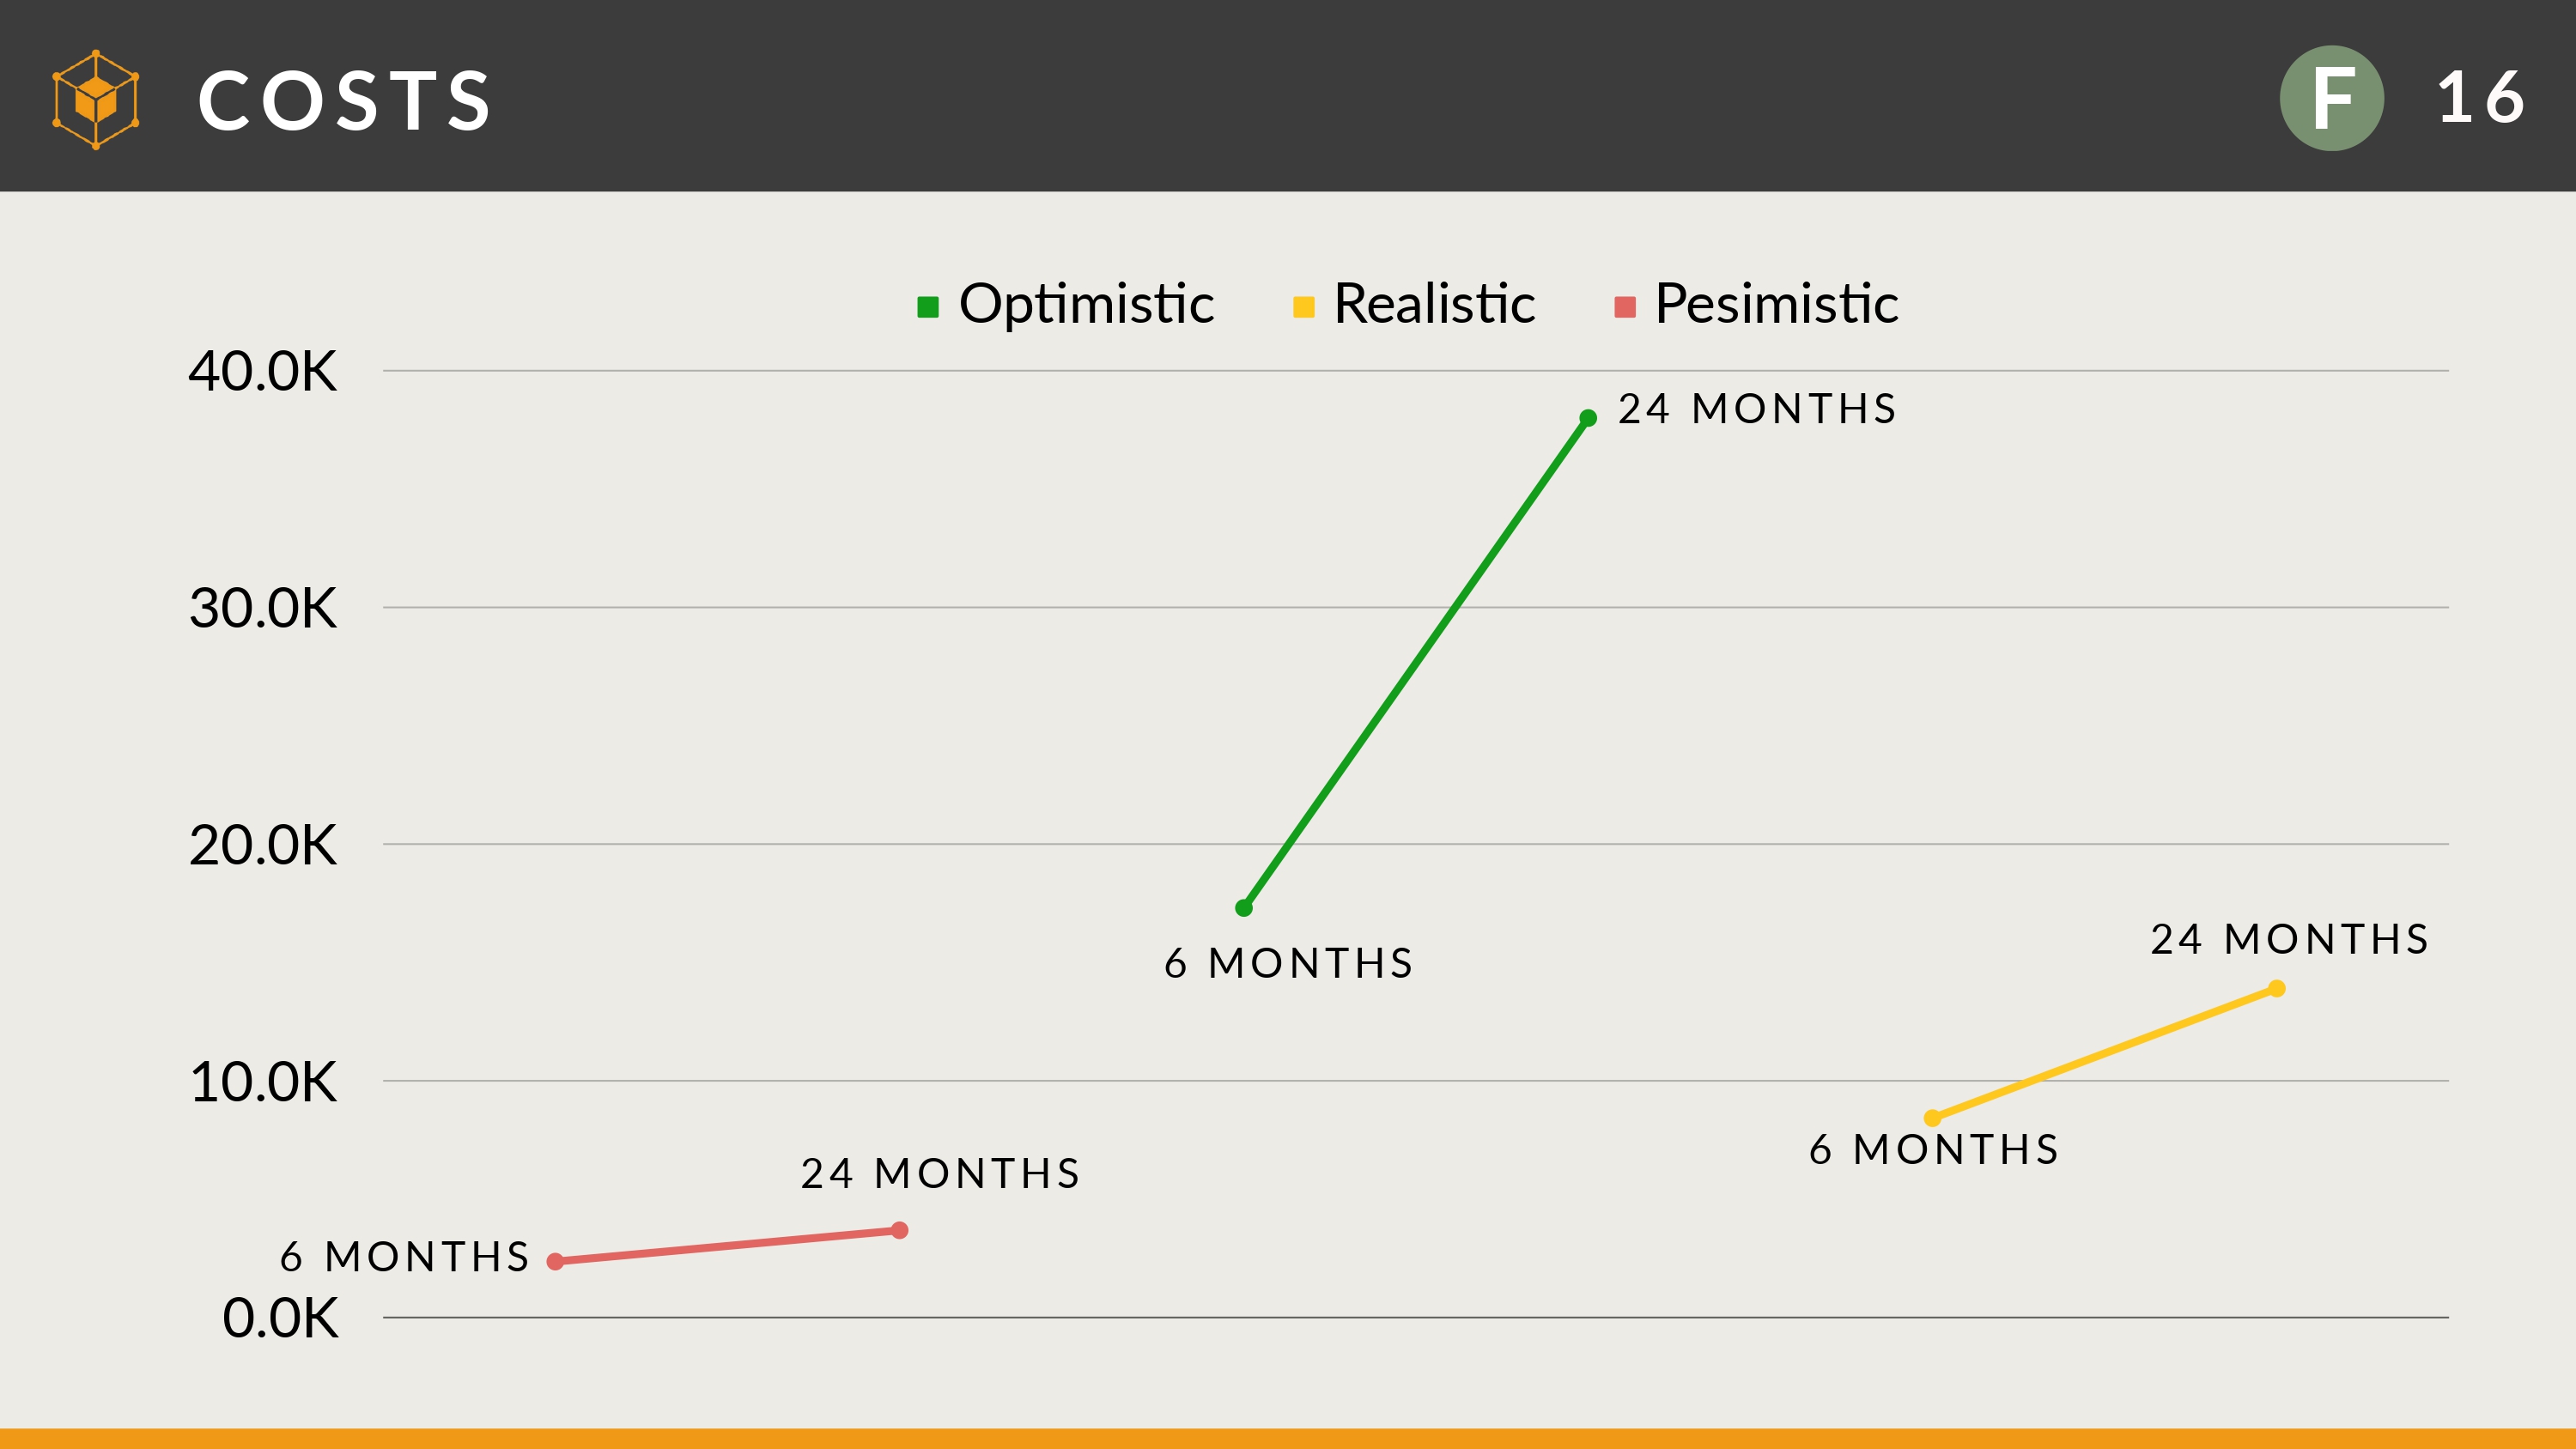 COSTS
F 16
Optimistic Realistic Pesimistic
40.0K
24 MONTHS
30.0K
20.0K
24 MONTHS
6 MONTHS
10.0K
6 MONTHS
24 MONTHS
6 MONTHS
0.0K